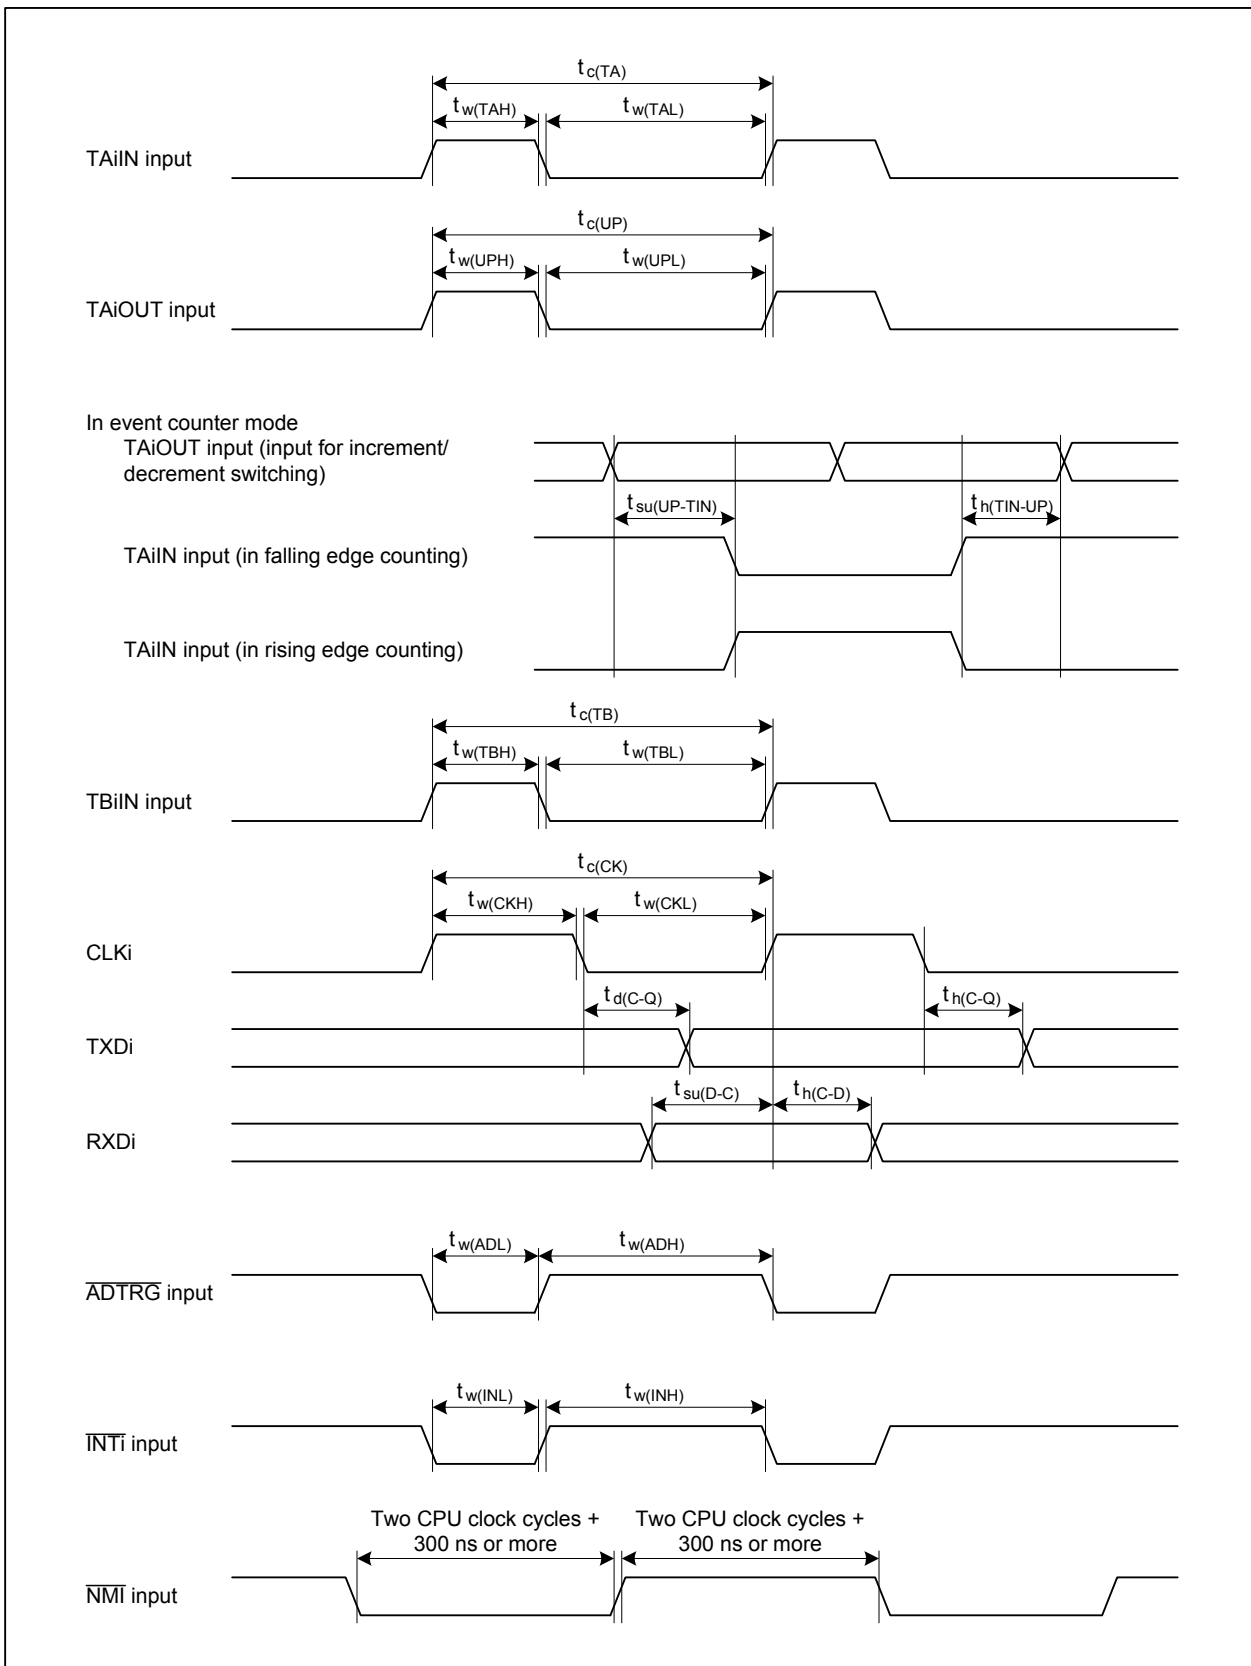 tc(TA)
tw(TAH) tw(TAL)
TAiIN input
tc(UP)
tw(UPH) tw(UPL)
TAiOUT input
In event counter mode
TAiOUT input (input for increment/
decrement switching)
tsu(UP-TIN) th(TIN-UP)
TAiIN input (in falling edge counting)
TAiIN input (in rising edge counting)
tc(TB)
tw(TBH) tw(TBL)
TBiIN input
tc(CK)
tw(CKH) tw(CKL)
CLKi
td(C-Q) th(C-Q)
TXDi
tsu(D-C) th(C-D)
RXDi
tw(ADL) tw(ADH)
ADTRG input
tw(INL) tw(INH)
INTi input
Two CPU clock cycles + Two CPU clock cycles +
300 ns or more 300 ns or more
NMI input